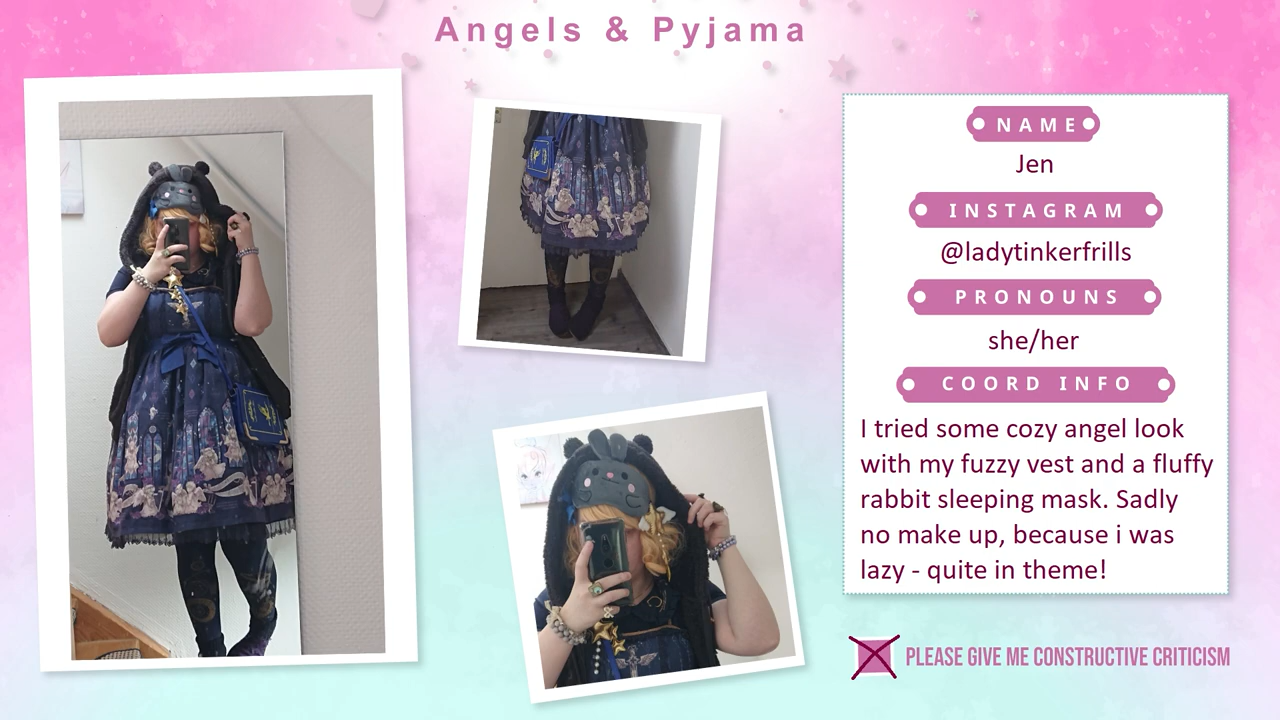 Angels & Pyjama
NAME
Jen
INSTAGRAM
@ladytinkerfrills
PRONOUNS
she/her
COORD INFO
I tried some cozy angel look
with my fuzzy vest and a fluffy
rabbit sleeping mask. Sadly
no make up, because i was
lazy - quite in theme!
PLEASE GIVE ME CONSTRUCTIVE CRITICISM